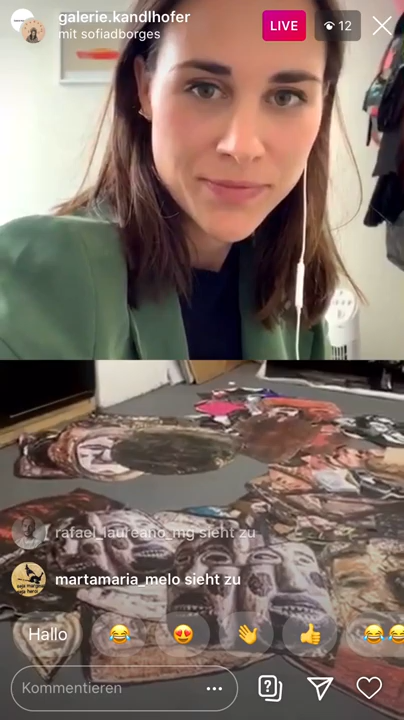 galerie.kandlhofer
mit sofiadborges
LIVE
12
rafael_laureano_mg sieht zu
martamaria_melo sieht zu
Hallo
Kommentieren